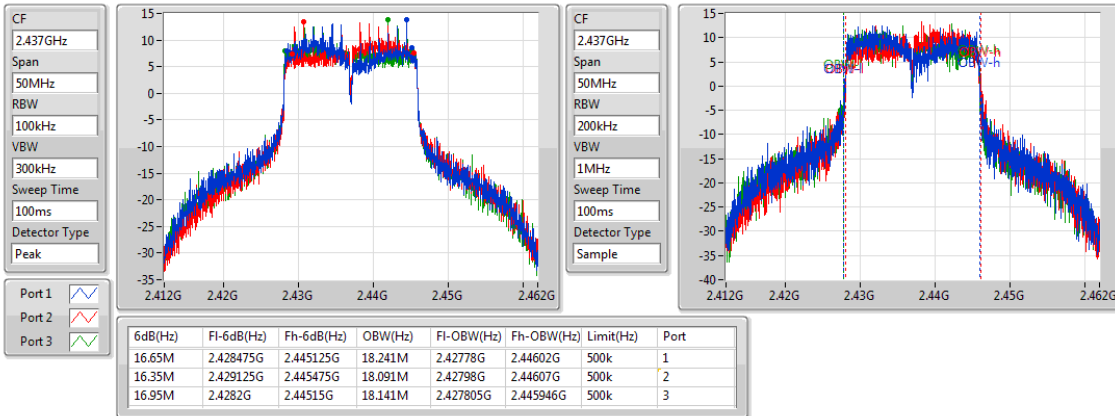 CF
2.437GHz
Span
50MHz
RBW
100kHz
VBW
300kHz
Sweep Time
100ms
Detector Type
Peak
15
10
5
0
-5
-10
-15
-20
-25
-30
-35
2.412G 2.42G 2.43G 2.44G 2.45G 2.462G
CF
2.437GHz
Span
50MHz
RBW
200kHz
VBW
1MHz
Sweep Time
100ms
Detector Type
Sample
15
10
5
0
-5
-10
-15
-20
-25
-30
-35
-40
OBW-h
OBW-h
2.412G 2.42G 2.43G 2.44G 2.45G 2.462G
Port 1
Port 2
Port 3
6dB(Hz) Fl-6dB(Hz) Fh-6dB(Hz) OBW(Hz) Fl-OBW(Hz) Fh-OBW(Hz) Limit(Hz) Port
16.65M 2.428475G 2.445125G 18.241M 2.42778G 2.44602G 500k 1
16.35M 2.429125G 2.445475G 18.091M 2.42798G 2.44607G 500k 2
16.95M 2.4282G 2.44515G 18.141M 2.427805G 2.445946G 500k 3